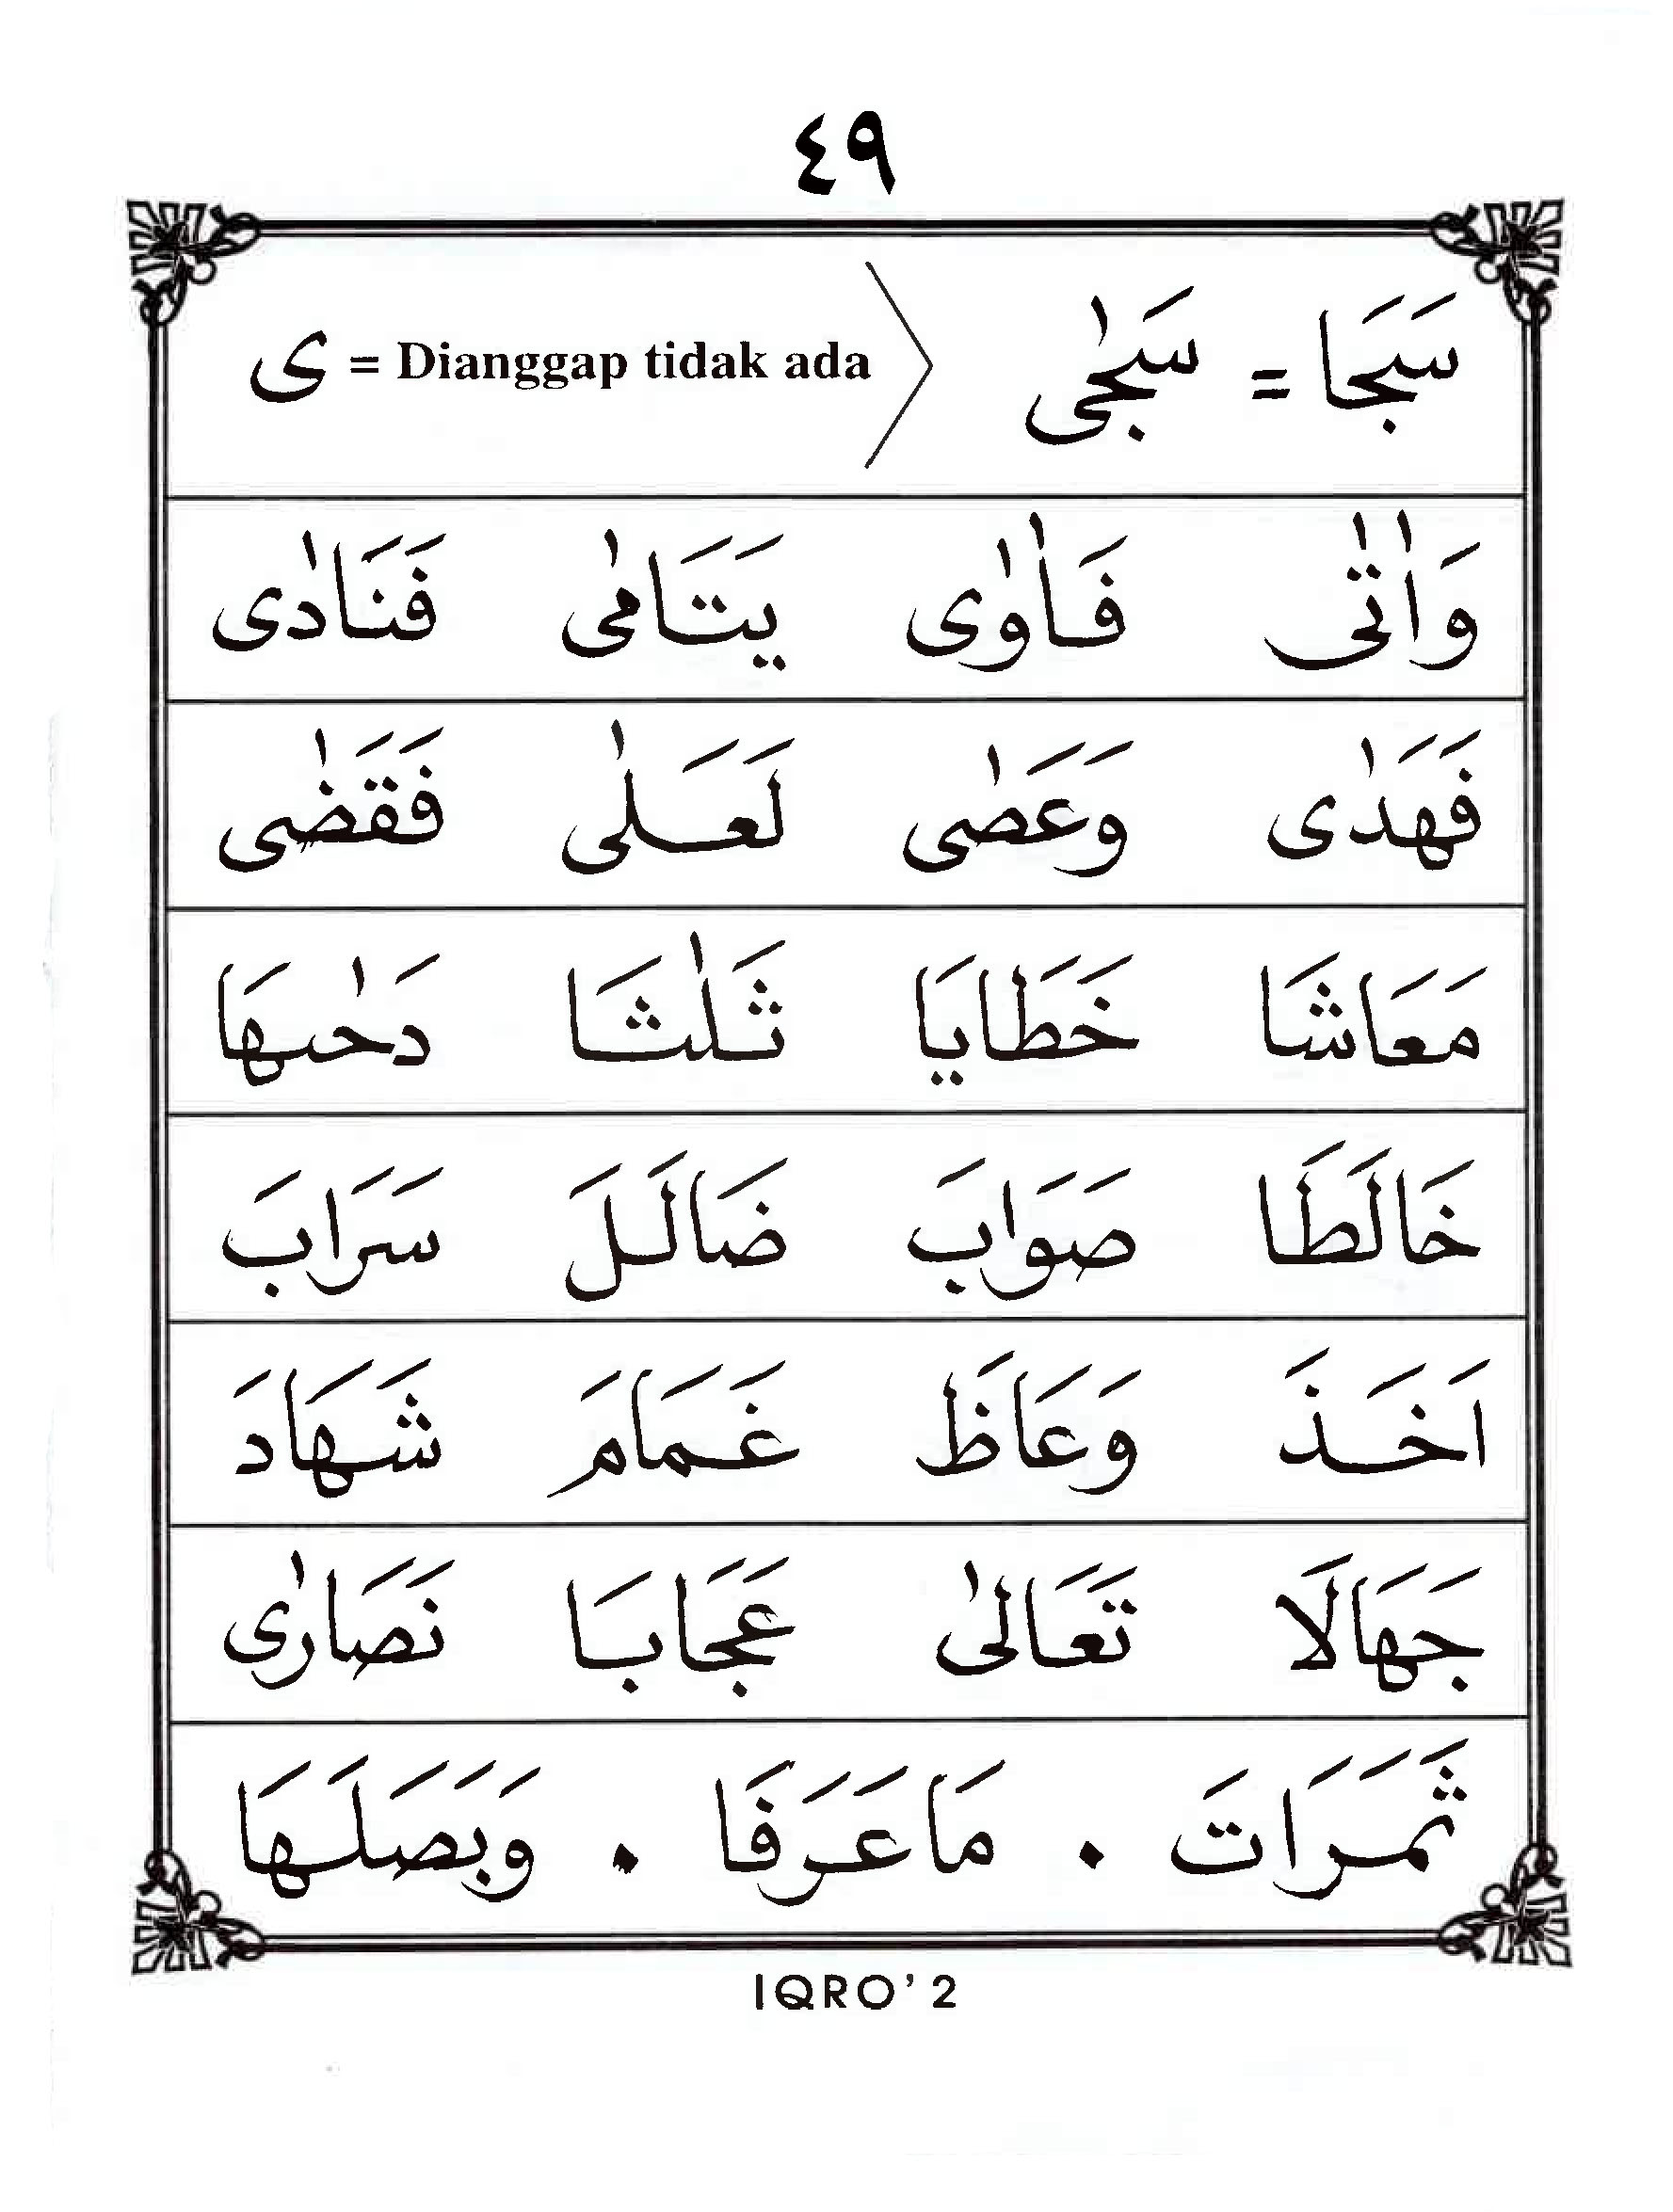 ٤٩
سَجَا = سَجٰى ی = Dianggap tidak ada
وَاٰتٰى فَاٰوٰى يَتَامٰى فَنَادٰى
فَهَدٰى وَعَصٰى لَعَلٰى فَقَضٰى
مَعَاشَا خَطَايَا ثَلٰثَا دَحٰىهَا
خَالَطَا صَوَابَ ضَالَلَ سَرَابَ
اَخَذَ وَعَاظَ غَمَامَ شَهَادَ
جَهَالَا تَعَالٰى عَجَابَا نَصَارٰى
ثَمَرَاتَ . مَاعَرَفَا . وَبَصَلَهَا
IQRO' 2